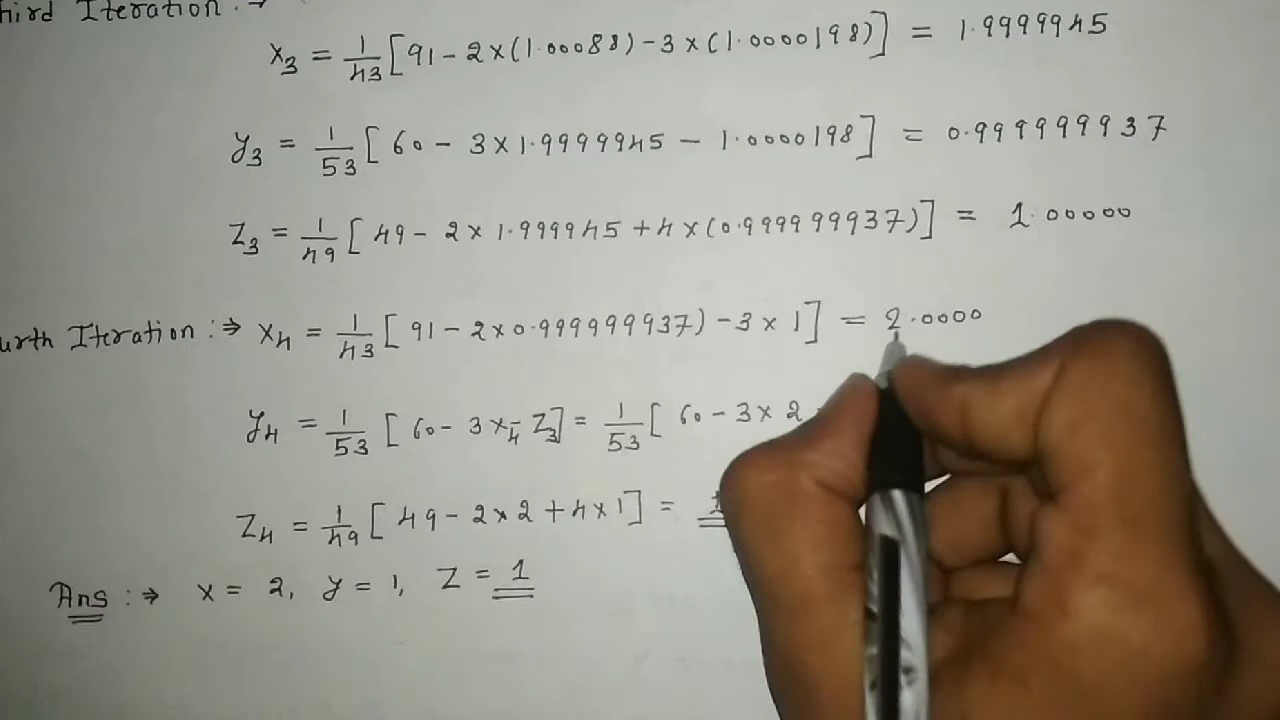 Third Iteration :→
x₃ = 1/43 [91 - 2×(1.00088) - 3×(1.0000198)] = 1.9999945
y₃ = 1/53 [60 - 3×1.9999945 - 1.0000198] = 0.999999937
Z₃ = 1/49 [49 - 2×1.999945 + 4×(0.999999937)] = 1.00000
urth Iteration :⇒ x₄ = 1/43 [91 - 2×0.999999937) - 3×1] = 2.0000
y₄ = 1/53 [60 - 3x₄ - Z₃] = 1/53 [60 - 3×2
Z₄ = 1/49 [49 - 2×2 + 4×1] =
Ans :⇒ x = 2, y = 1, Z = 1